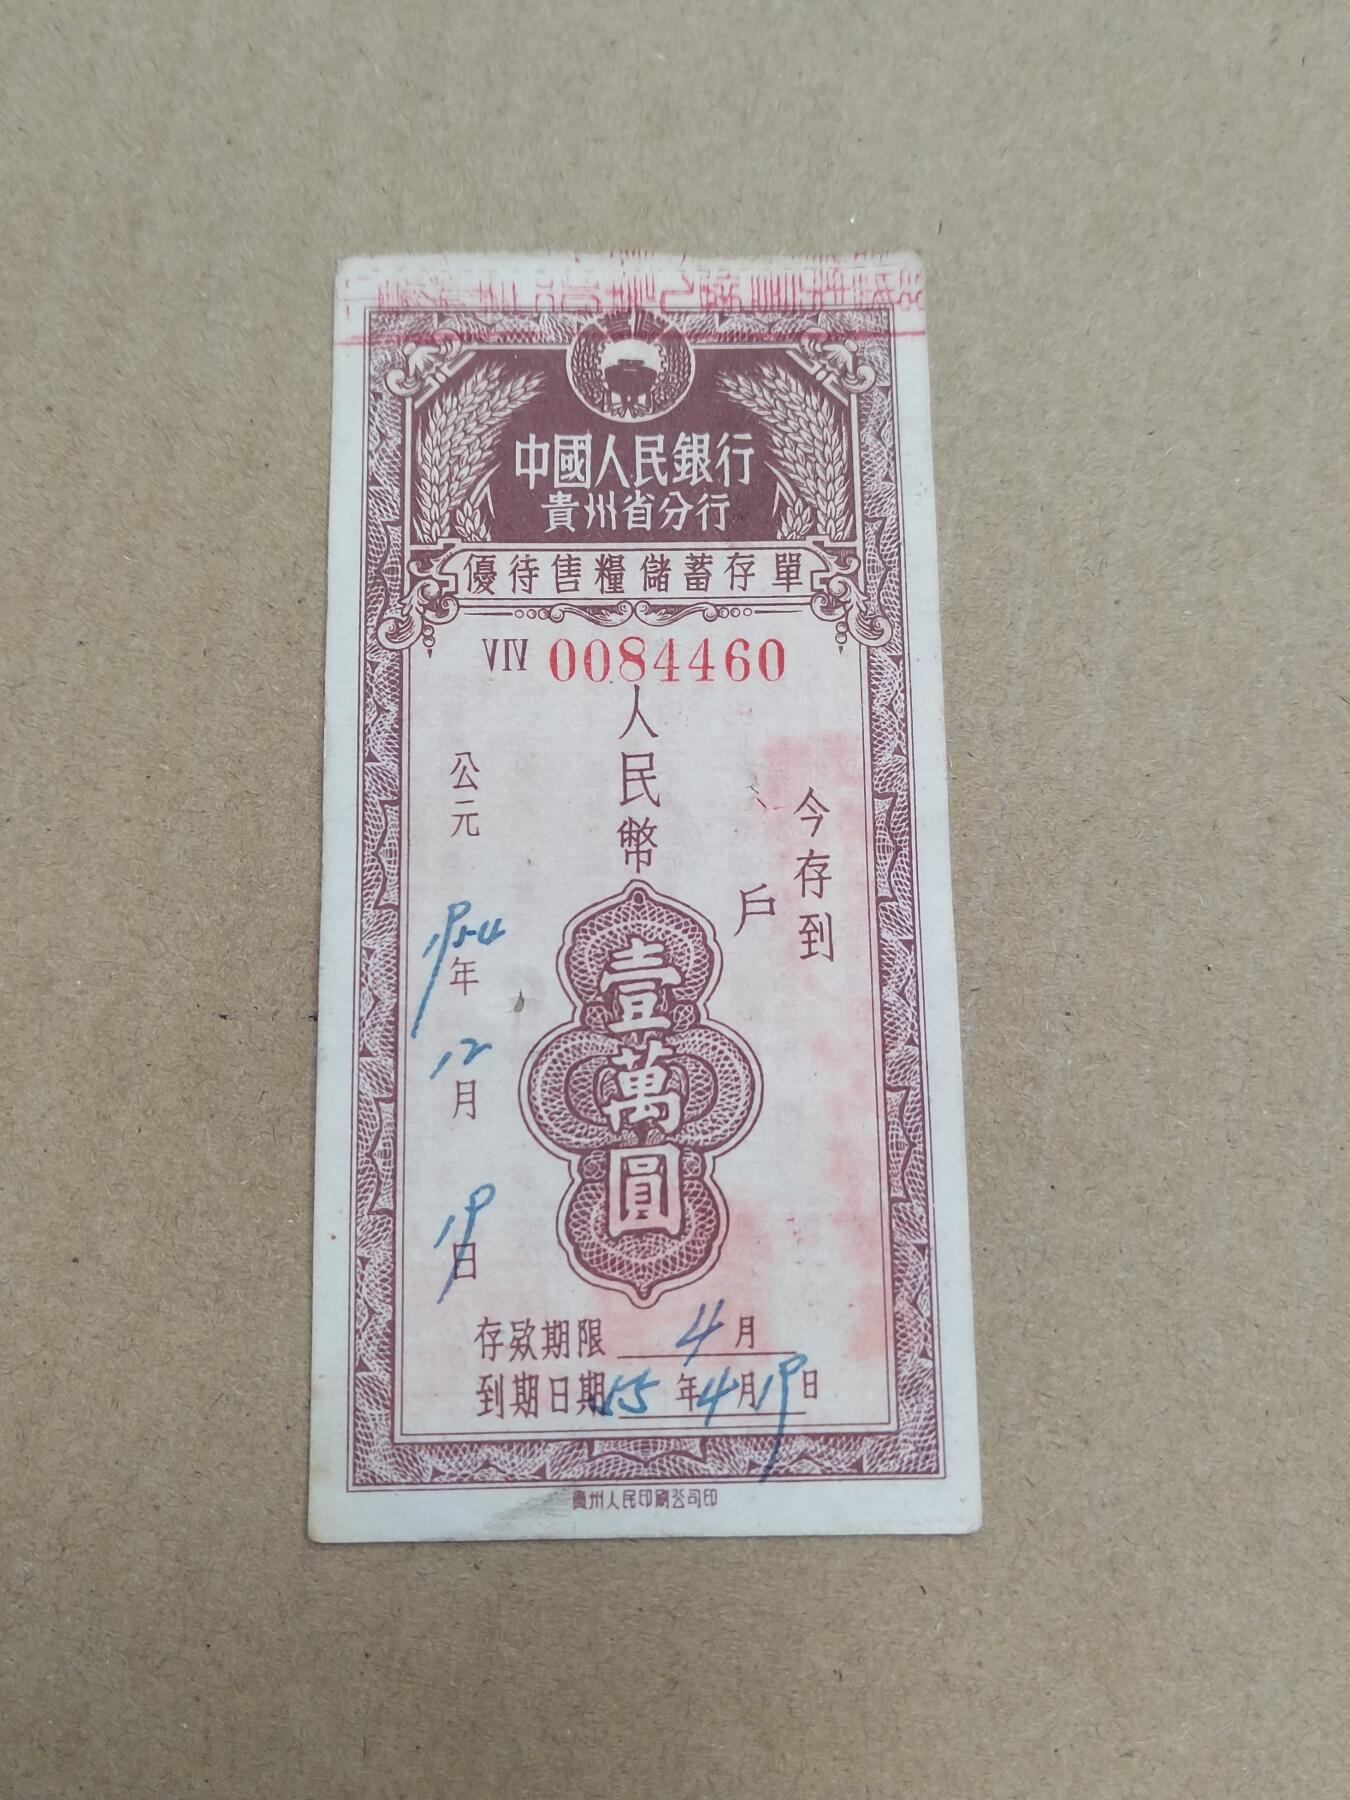 中國人民銀行
貴州省分行
優待售糧儲蓄存單
VIV 0084460
今存到
戶
人民幣
壹萬圓
公元 1954年 12月 19日
存欵期限 4月
到期日期 55年4月19日
貴州人民印刷公司印